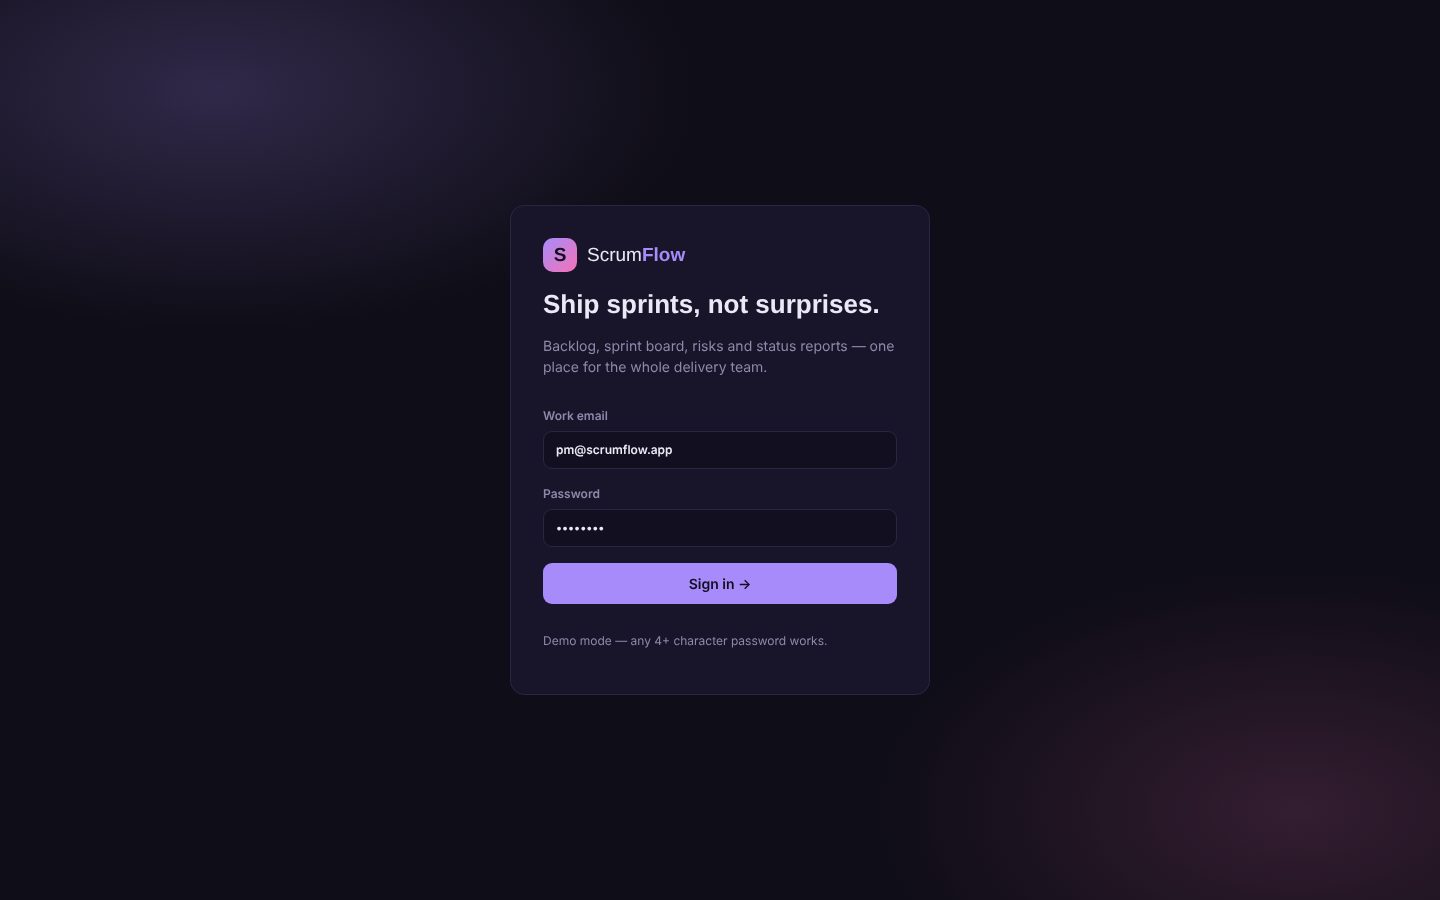 S ScrumFlow
Ship sprints, not surprises.
Backlog, sprint board, risks and status reports — one
place for the whole delivery team.
Work email
pm@scrumflow.app
Password
••••••••
Sign in →
Demo mode — any 4+ character password works.